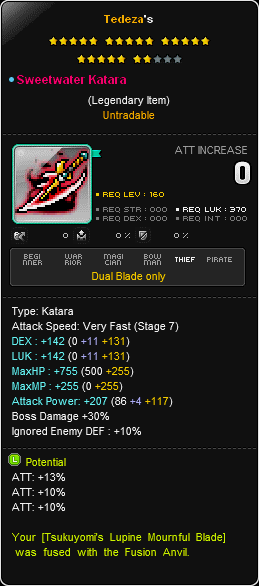 Tedeza's
Sweetwater Katara
(Legendary Item)
Untradable
ATT INCREASE
0
REQ LEV : 160
REQ STR : 000 REQ LUK : 370
REQ DEX : 000 REQ INT : 000
0 0 % 0 %
BEGINNER WARRIOR MAGICIAN BOWMAN THIEF PIRATE
Dual Blade only
Type: Katara
Attack Speed: Very Fast (Stage 7)
DEX : +142 (0 +11 +131)
LUK : +142 (0 +11 +131)
MaxHP : +755 (500 +255)
MaxMP : +255 (0 +255)
Attack Power: +207 (86 +4 +117)
Boss Damage +30%
Ignored Enemy DEF : +10%
L Potential
ATT: +13%
ATT: +10%
ATT: +10%
Your [Tsukuyomi's Lupine Mournful Blade]
was fused with the Fusion Anvil.